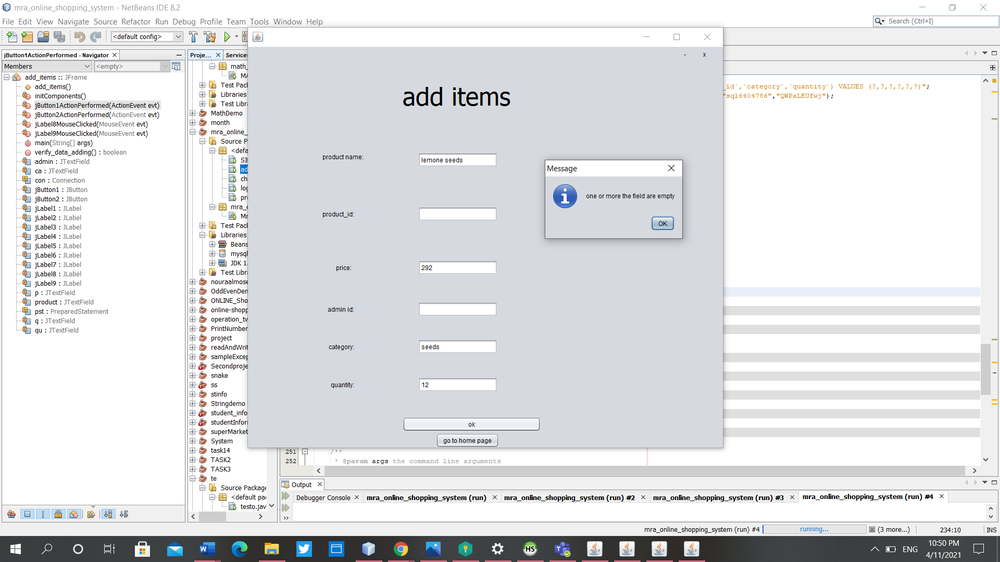 mra_online_shopping_system - NetBeans IDE 8.2
File Edit View Navigate Source Refactor Run Debug Profile Team Tools Window Help
Search (Ctrl+I)
<default config>
jButton1ActionPerformed - Navigator
Members
<empty>
add_items :: JFrame
add_items()
initComponents()
jButton1ActionPerformed(ActionEvent evt)
jButton2ActionPerformed(ActionEvent evt)
jLabel8MouseClicked(MouseEvent evt)
jLabel9MouseClicked(MouseEvent evt)
main(String[] args)
verify_data_adding() : boolean
admin : JTextField
ca : JTextField
con : Connection
jButton1 : JButton
jButton2 : JButton
jLabel1 : JLabel
jLabel2 : JLabel
jLabel3 : JLabel
jLabel4 : JLabel
jLabel5 : JLabel
jLabel6 : JLabel
jLabel7 : JLabel
jLabel8 : JLabel
jLabel9 : JLabel
p : JTextField
product : JTextField
pst : PreparedStatement
q : JTextField
qu : JTextField
Proje... Services
math_
MA
Test Pac
Libraries
Test Libr
MathDemo
month
mra_online_
Source P
<defa
SI
ad
ch
log
pr
mra_
Mr
Test Pac
Libraries
Beans
mysql
JDK 1.
Test Libra
nouraalmose
OddEvenDen
ONLINE_Sho
online-shopp
operation_tv
PrintNumber
project
readAndWrit
sampleExcep
Secondproje
snake
ss
stinfo
Stringdemo
student_info
studentInfor
superMarket
System
task14
TASK2
TASK3
te
Source Package
<default pa
testo.jav
- x
add items
product name: lemone seeds
product_id:
price: 292
admin id:
category: seeds
quantity: 12
ok
go to home page
Message
one or more the field are empty
OK
_id`,`category`,`quantity`) VALUES (?,?,?,?,?,?)";
"sql6404786","QWPaLEUfwj");
251 /**
252 * @param args the command line arguments
Output
Debugger Console mra_online_shopping_system (run) mra_online_shopping_system (run) #2 mra_online_shopping_system (run) #3 mra_online_shopping_system (run) #4
mra_online_shopping_system (run) #4 running... (3 more...) 234:10 INS
ENG
10:50 PM
4/11/2021